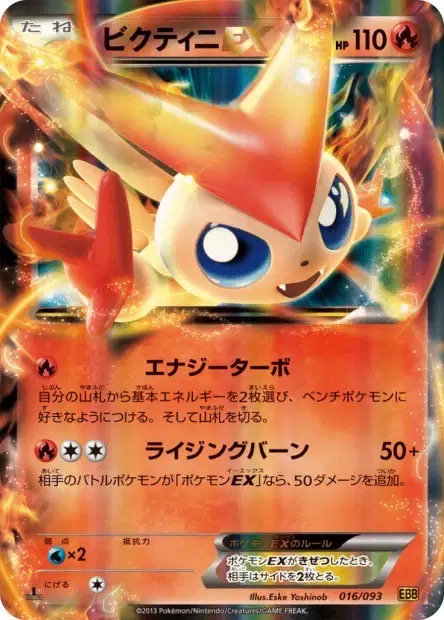 たね ビクティニEX HP110
エナジーターボ
自分の山札から基本エネルギーを2枚選び、ベンチポケモンに
好きなようにつける。そして山札を切る。
ライジングバーン 50+
相手のバトルポケモンが「ポケモンEX」なら、50ダメージを追加。
弱点 抵抗力
×2
ポケモンEXのルール
ポケモンEXがきぜつしたとき、
相手はサイドを2枚とる。
にげる
Illus.Eske Yoshinob 016/093 EBB
©2013 Pokémon/Nintendo/Creatures/GAME FREAK.